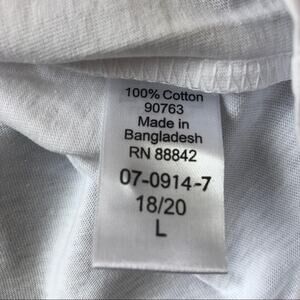 100% Cotton
90763
Made in
Bangladesh
RN 88842
07-0914-7
18/20
L